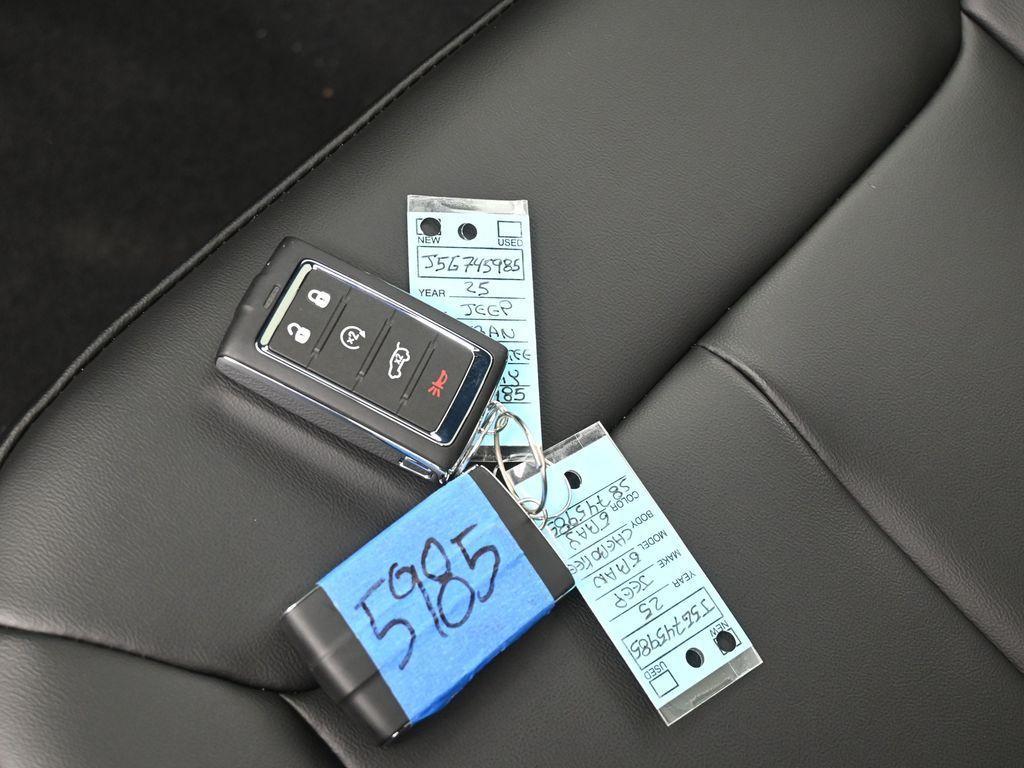 NEW USED
J5G745985
YEAR 25
JEEP
985
5985
NEW USED
J5G745985
YEAR 25
MAKE JEEP
MODEL GRAND
BODY CHEROKEE
COLOR